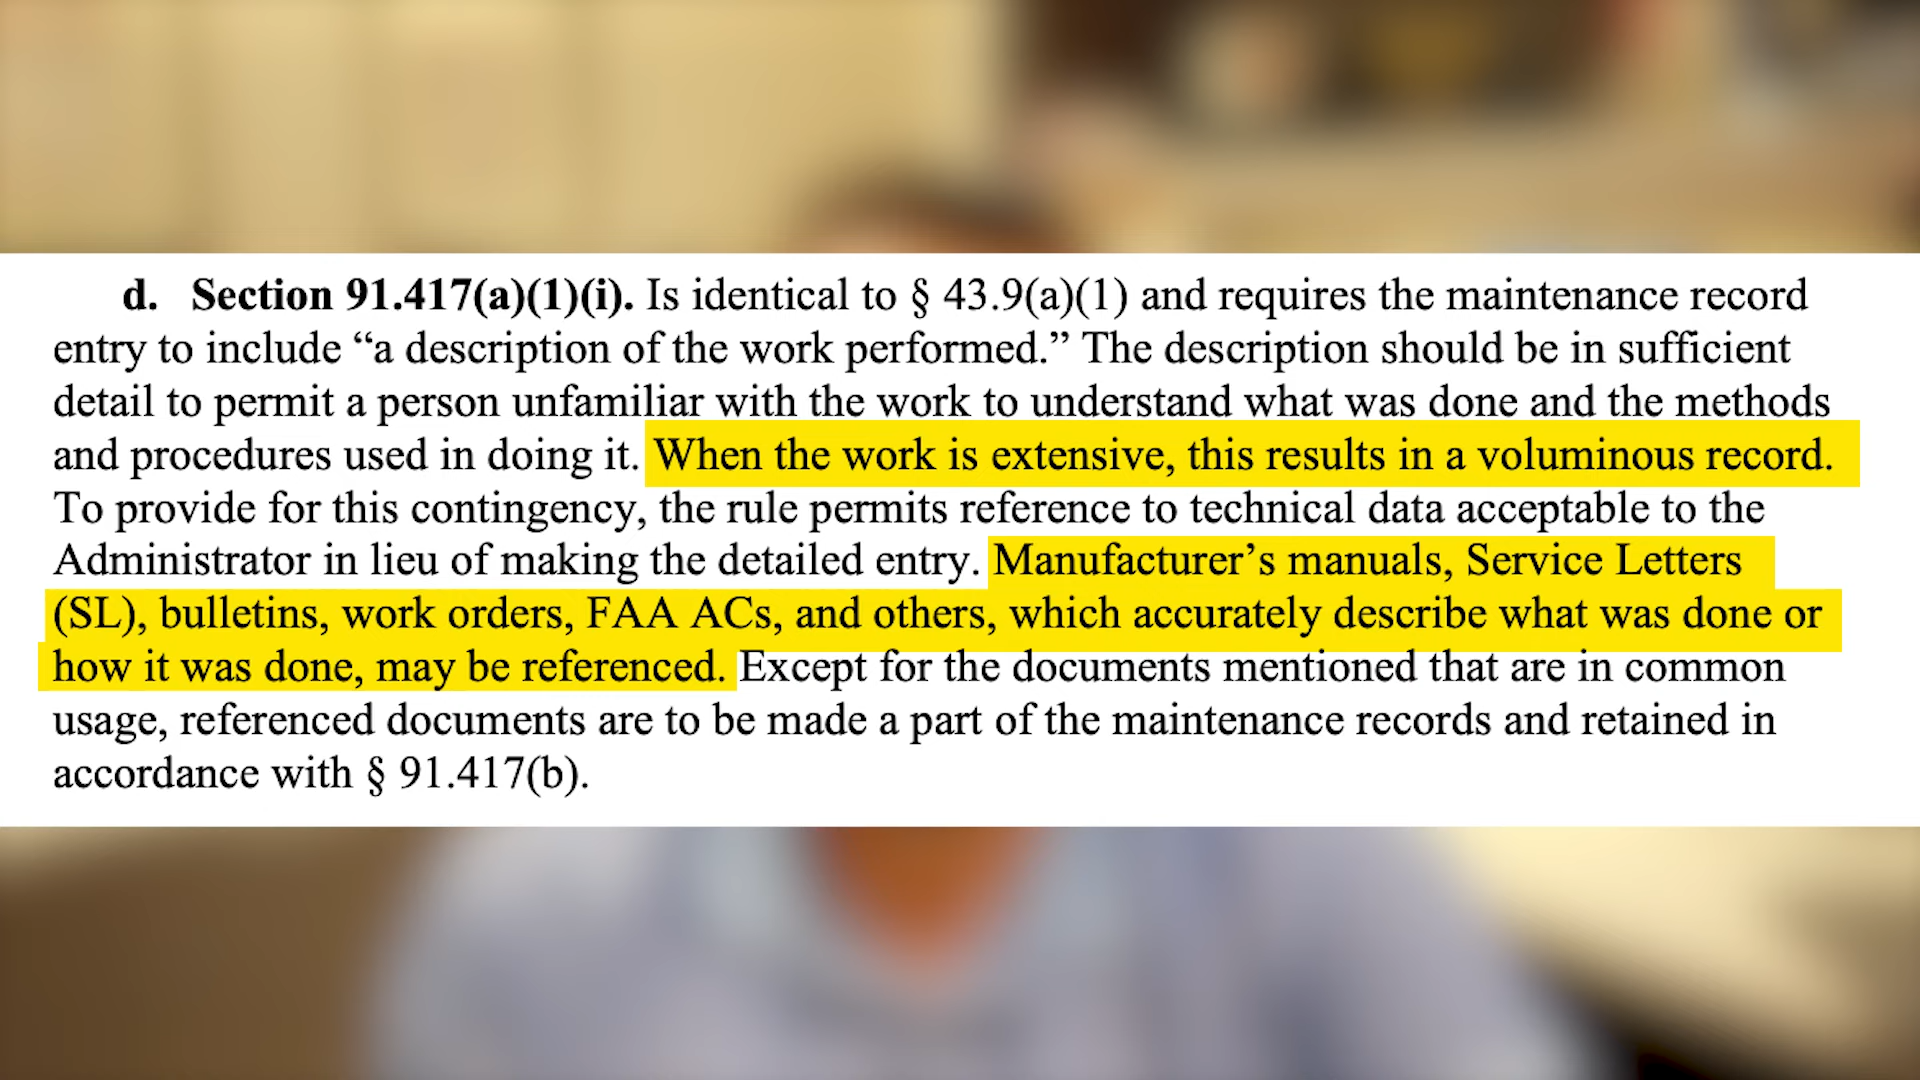 d. Section 91.417(a)(1)(i). Is identical to § 43.9(a)(1) and requires the maintenance record
entry to include “a description of the work performed.” The description should be in sufficient
detail to permit a person unfamiliar with the work to understand what was done and the methods
and procedures used in doing it. When the work is extensive, this results in a voluminous record.
To provide for this contingency, the rule permits reference to technical data acceptable to the
Administrator in lieu of making the detailed entry. Manufacturer’s manuals, Service Letters
(SL), bulletins, work orders, FAA ACs, and others, which accurately describe what was done or
how it was done, may be referenced. Except for the documents mentioned that are in common
usage, referenced documents are to be made a part of the maintenance records and retained in
accordance with § 91.417(b).